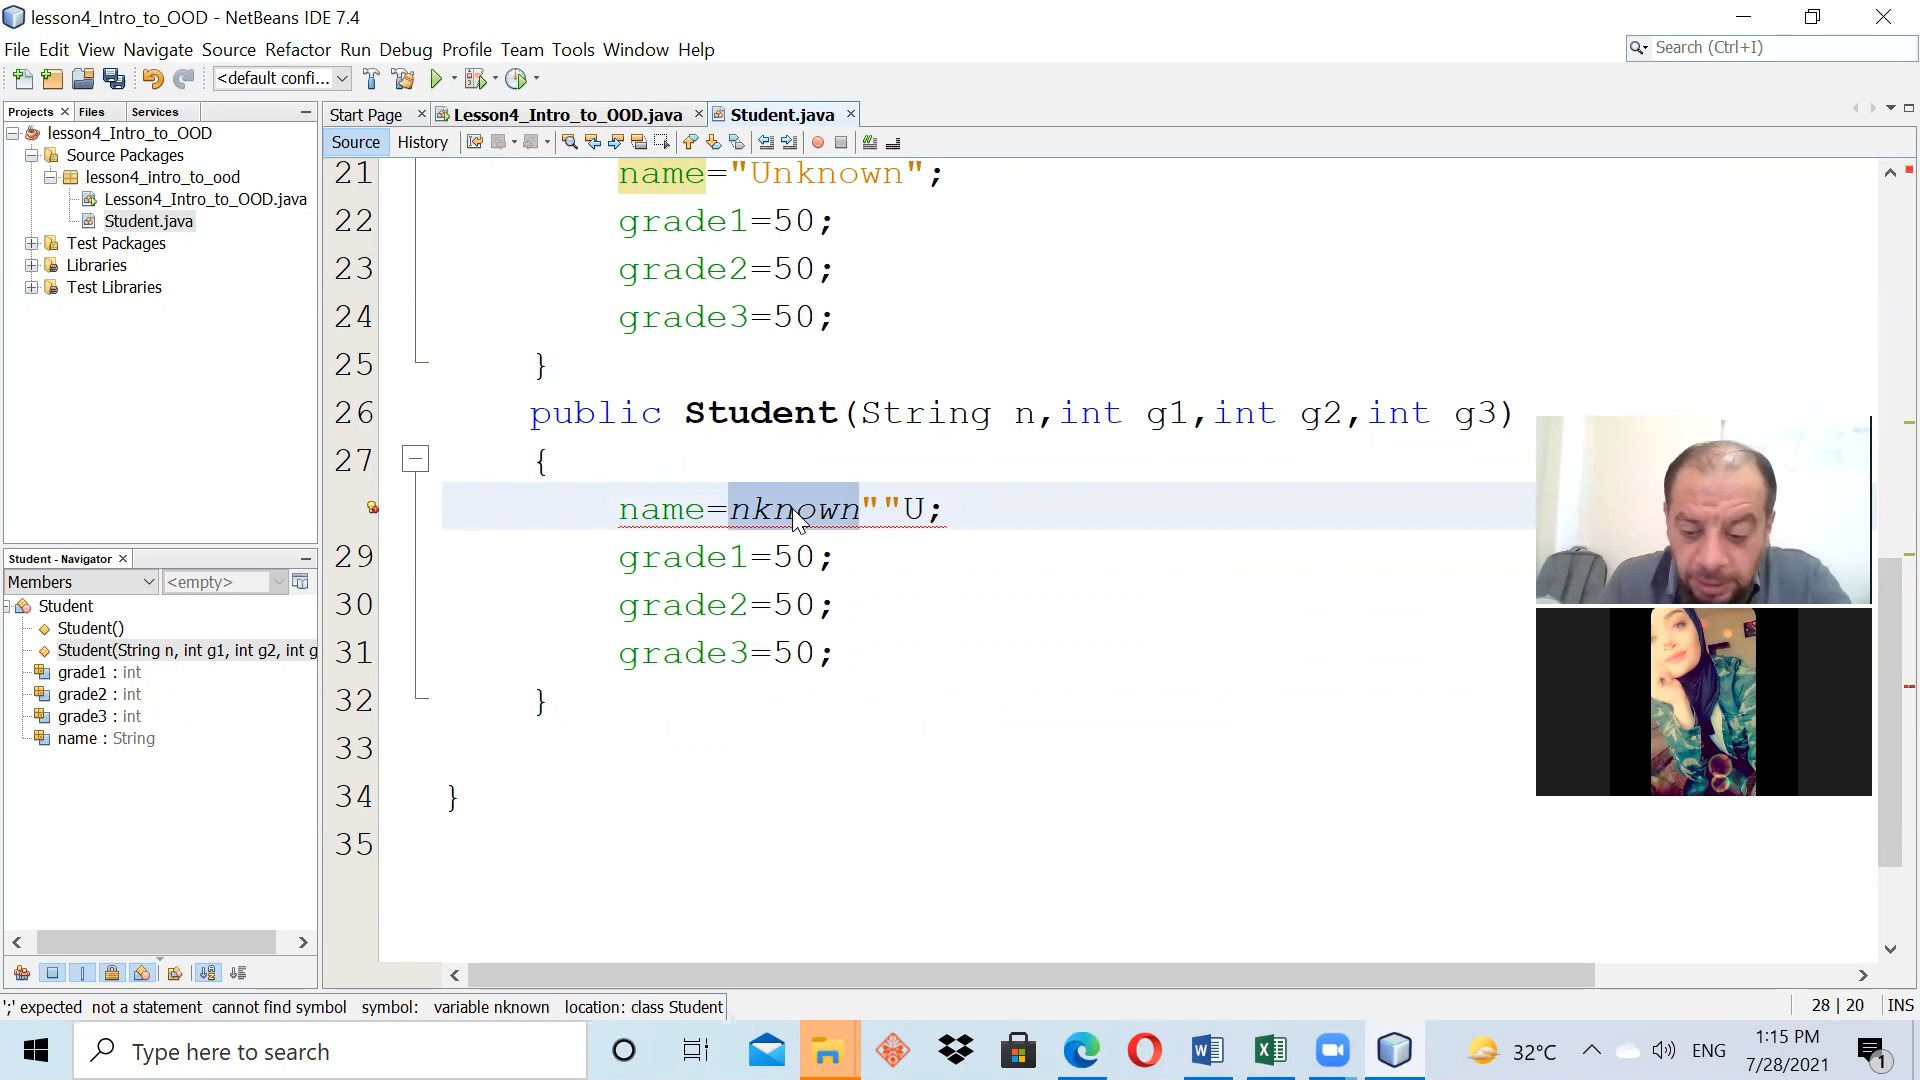 lesson4_Intro_to_OOD - NetBeans IDE 7.4
File Edit View Navigate Source Refactor Run Debug Profile Team Tools Window Help
Search (Ctrl+I)
<default confi...
Projects Files Services
Start Page Lesson4_Intro_to_OOD.java Student.java
Source History
lesson4_Intro_to_OOD
Source Packages
lesson4_intro_to_ood
Lesson4_Intro_to_OOD.java
Student.java
Test Packages
Libraries
Test Libraries
21 name="Unknown";
22 grade1=50;
23 grade2=50;
24 grade3=50;
25 }
26 public Student(String n,int g1,int g2,int g3)
27 {
name=nknown""U;
29 grade1=50;
30 grade2=50;
31 grade3=50;
32 }
33
34 }
35
Student - Navigator
Members <empty>
Student
Student()
Student(String n, int g1, int g2, int g
grade1 : int
grade2 : int
grade3 : int
name : String
';' expected not a statement cannot find symbol symbol: variable nknown location: class Student
28 | 20 INS
Type here to search
32°C
ENG
1:15 PM
7/28/2021
1